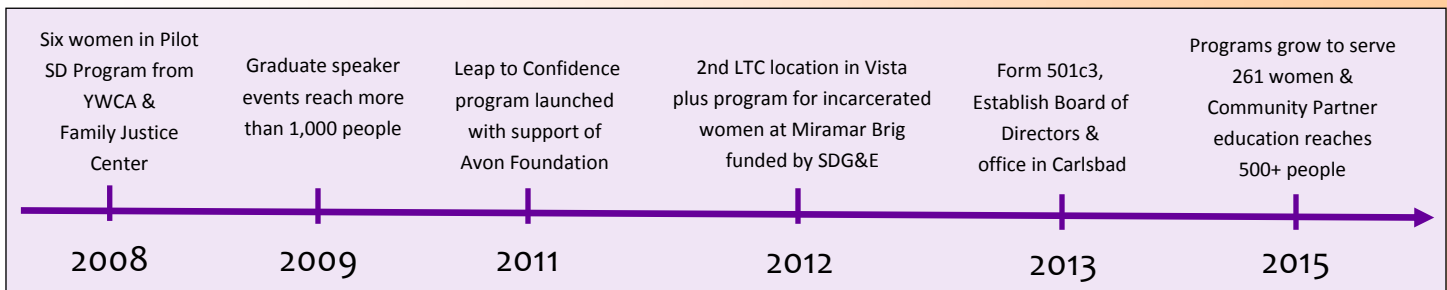 Six women in Pilot
SD Program from
YWCA &
Family Justice
Center
Graduate speaker
events reach more
than 1,000 people
Leap to Confidence
program launched
with support of
Avon Foundation
2nd LTC location in Vista
plus program for incarcerated
women at Miramar Brig
funded by SDG&E
Form 501c3,
Establish Board of
Directors &
office in Carlsbad
Programs grow to serve
261 women &
Community Partner
education reaches
500+ people
2008
2009
2011
2012
2013
2015